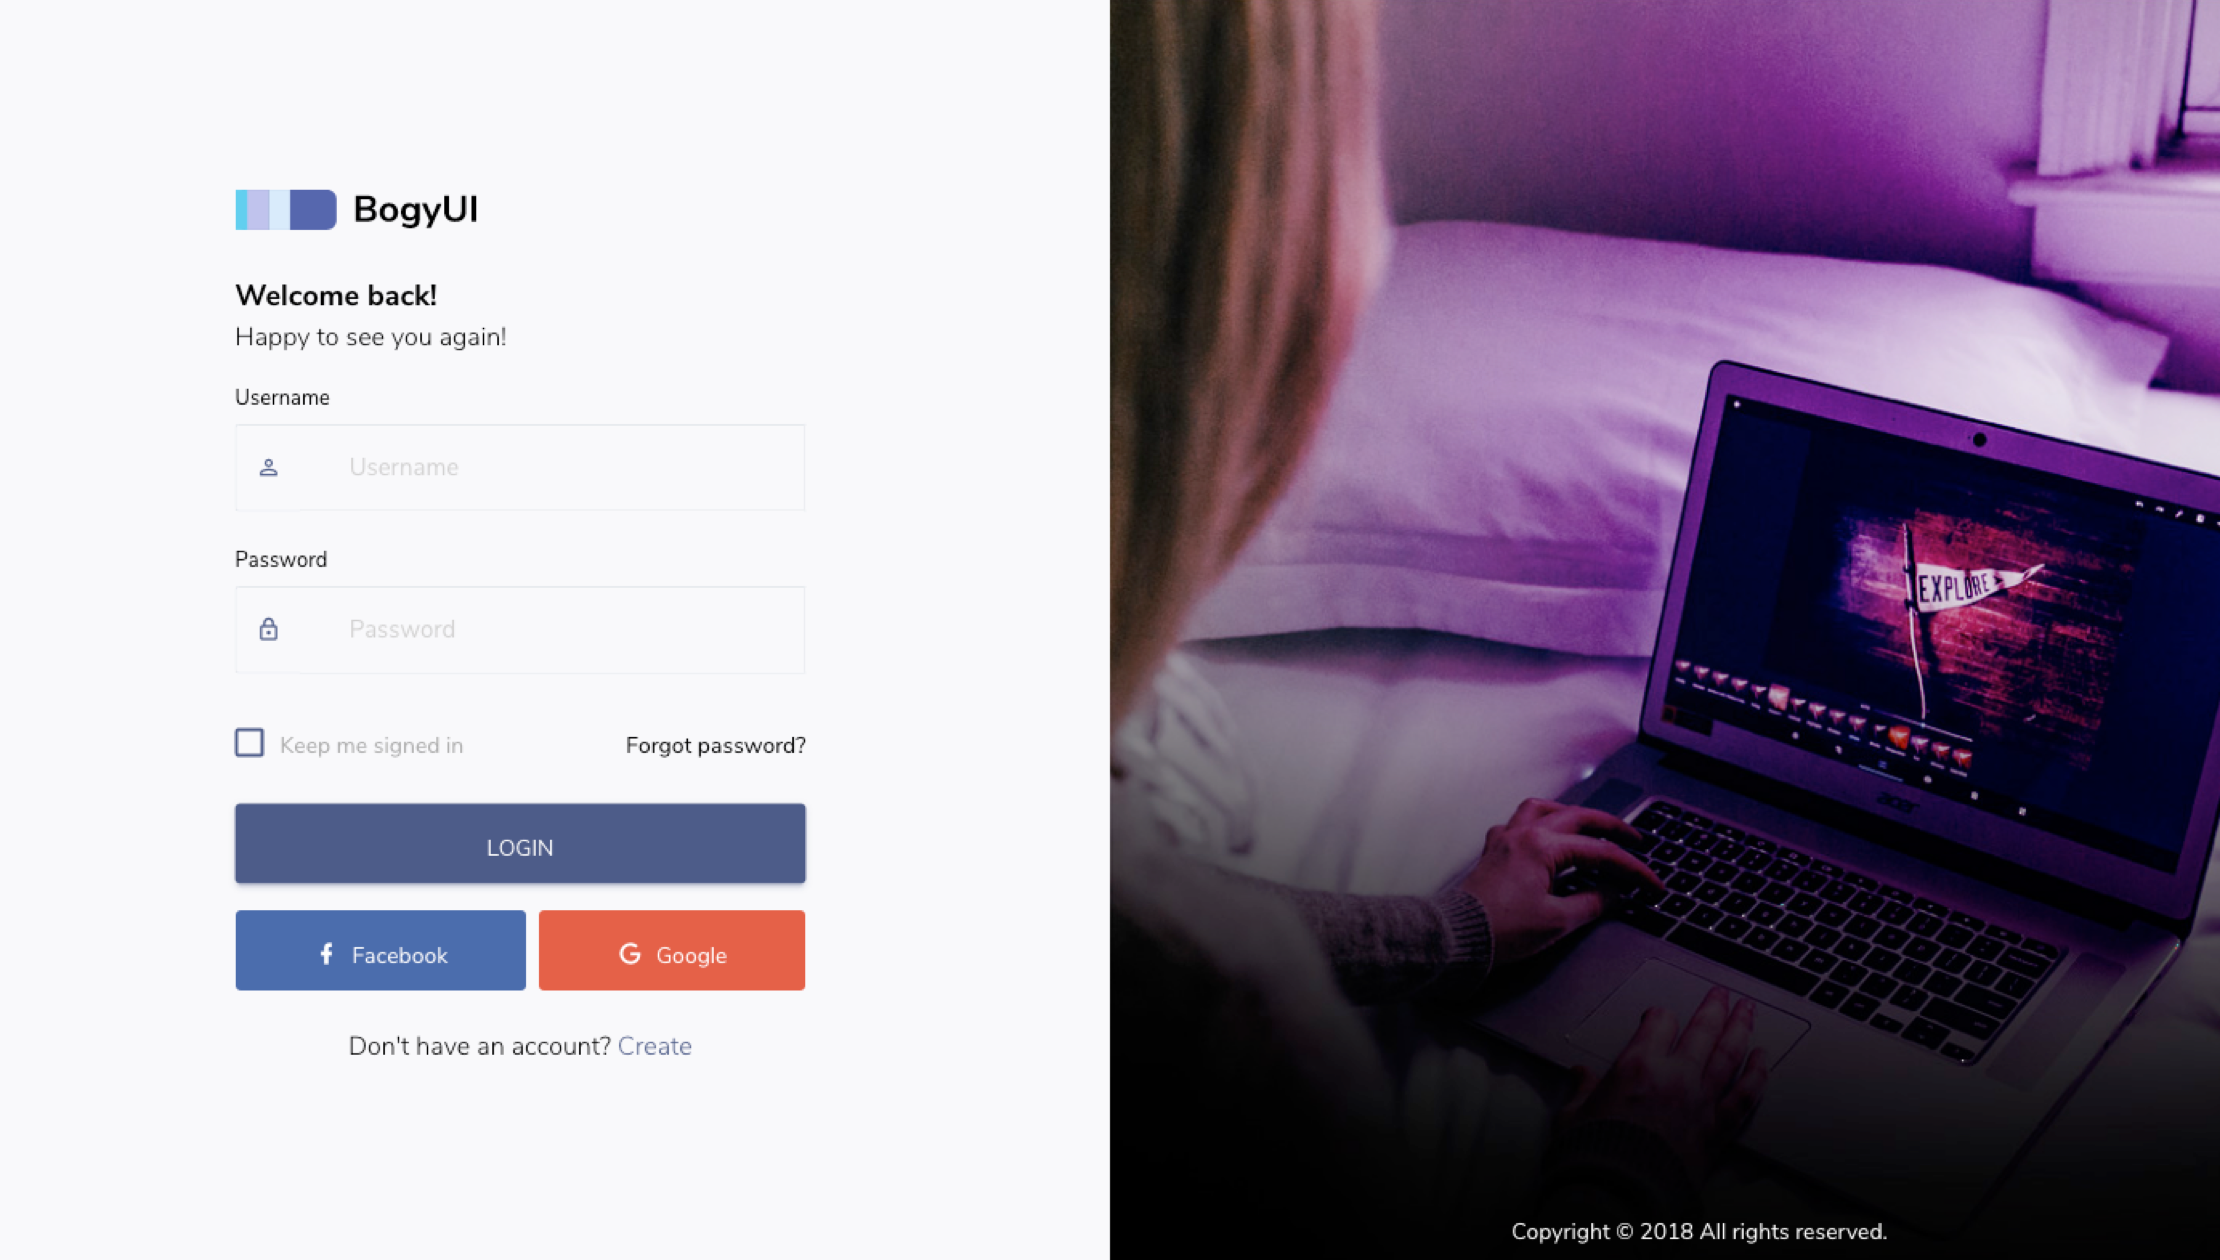 BogyUI
Welcome back!
Happy to see you again!
Username
Username
Password
Password
Keep me signed in
Forgot password?
LOGIN
Facebook
Google
Don't have an account? Create
EXPLORE
acer
Copyright © 2018 All rights reserved.